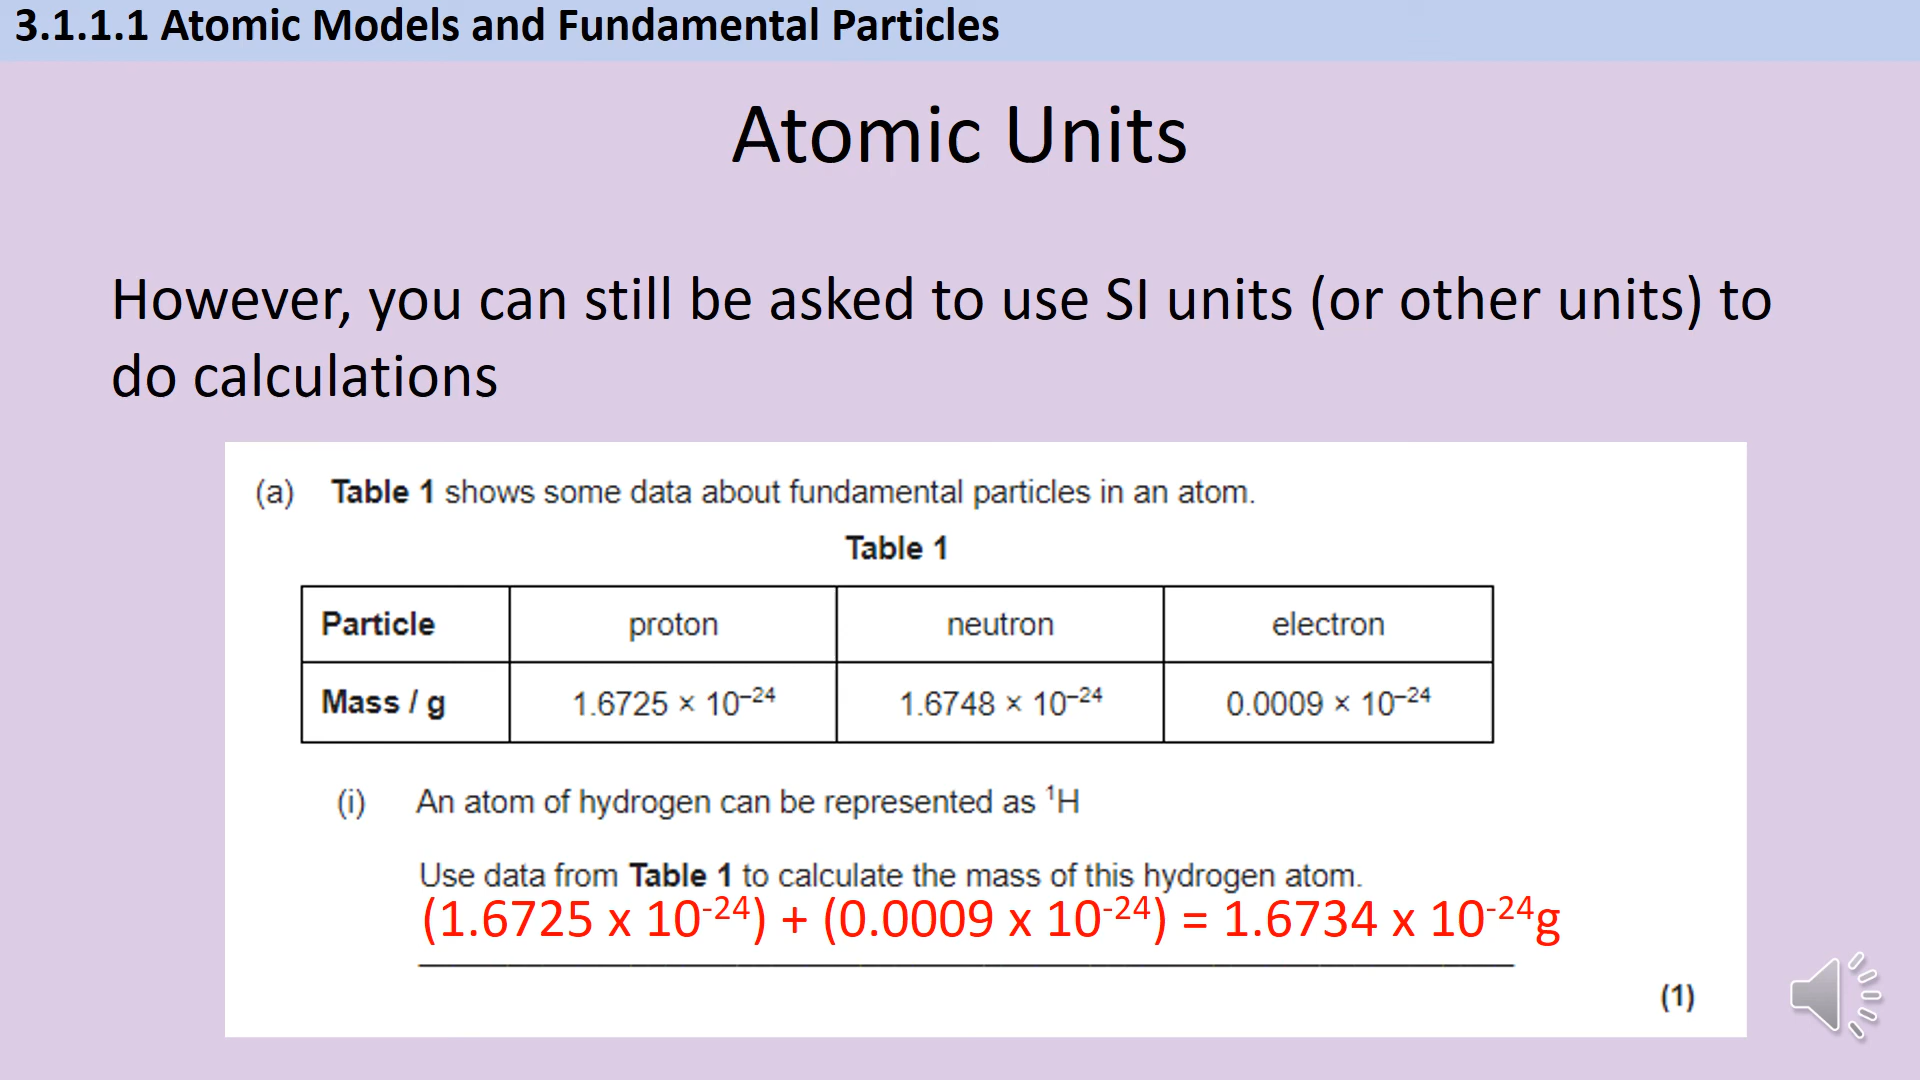 3.1.1.1 Atomic Models and Fundamental Particles
Atomic Units
However, you can still be asked to use SI units (or other units) to
do calculations
(a) Table 1 shows some data about fundamental particles in an atom.
Table 1
Particle proton neutron electron
Mass / g 1.6725 × 10⁻²⁴ 1.6748 × 10⁻²⁴ 0.0009 × 10⁻²⁴
(i) An atom of hydrogen can be represented as ¹H
Use data from Table 1 to calculate the mass of this hydrogen atom.
(1.6725 x 10⁻²⁴) + (0.0009 x 10⁻²⁴) = 1.6734 x 10⁻²⁴g
(1)